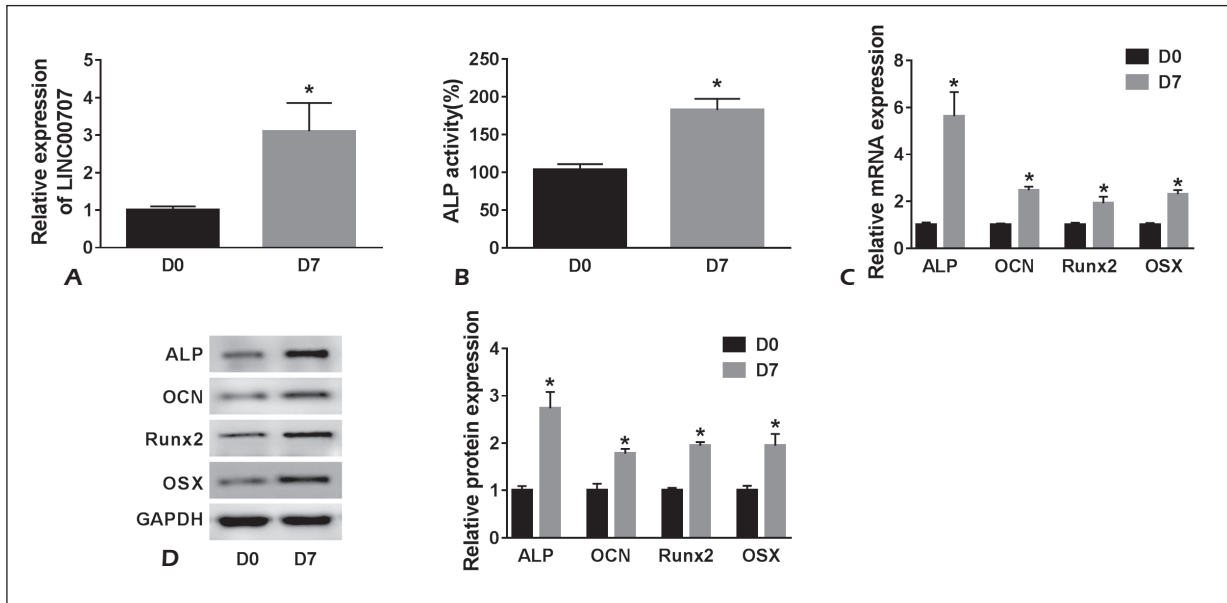 Relative expression
of LINC00707
5
4
3
2
1
0
*
D0
D7
A
ALP activity(%)
250
200
150
100
50
0
*
D0
D7
B
Relative mRNA expression
8
6
4
2
0
D0
D7
*
*
*
*
ALP
OCN
Runx2
OSX
C
ALP
OCN
Runx2
OSX
GAPDH
D0
D7
D
Relative protein expression
4
3
2
1
0
D0
D7
*
*
*
*
ALP
OCN
Runx2
OSX